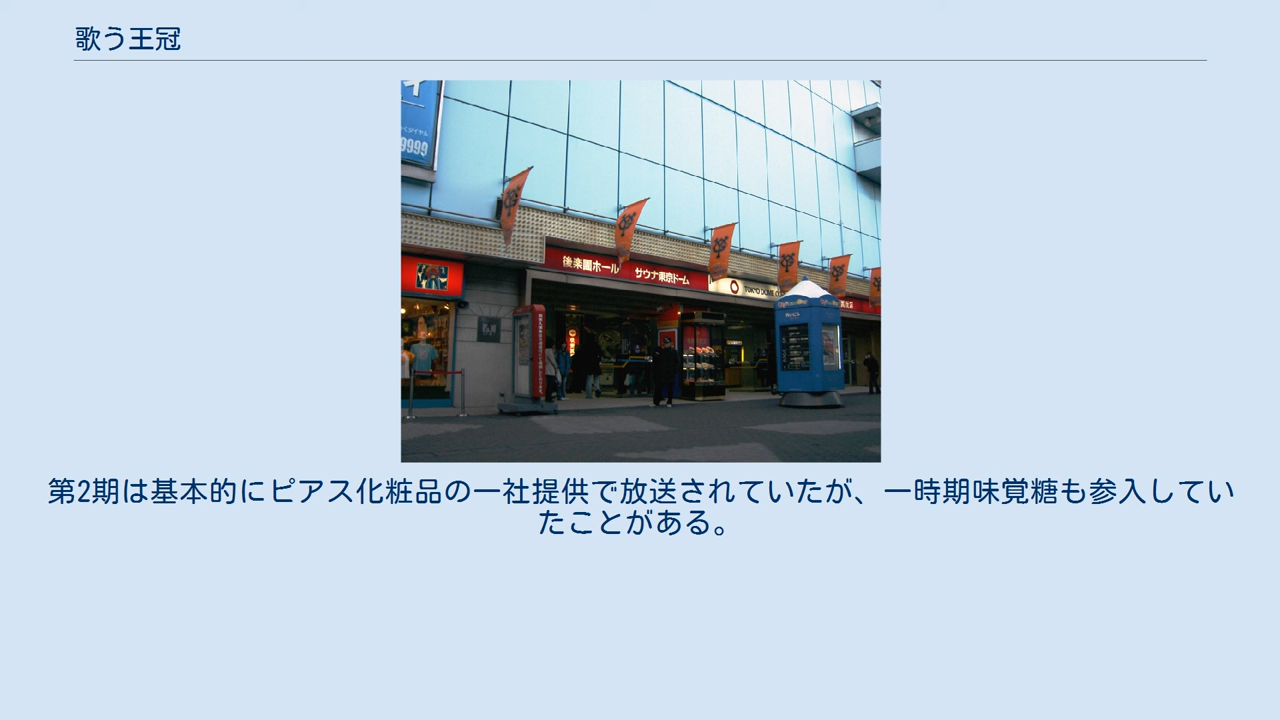 歌う王冠
9999
後楽園ホール サウナ東京ドーム
TOKYO DOME
第2期は基本的にピアス化粧品の一社提供で放送されていたが、一時期味覚糖も参入してい
たことがある。